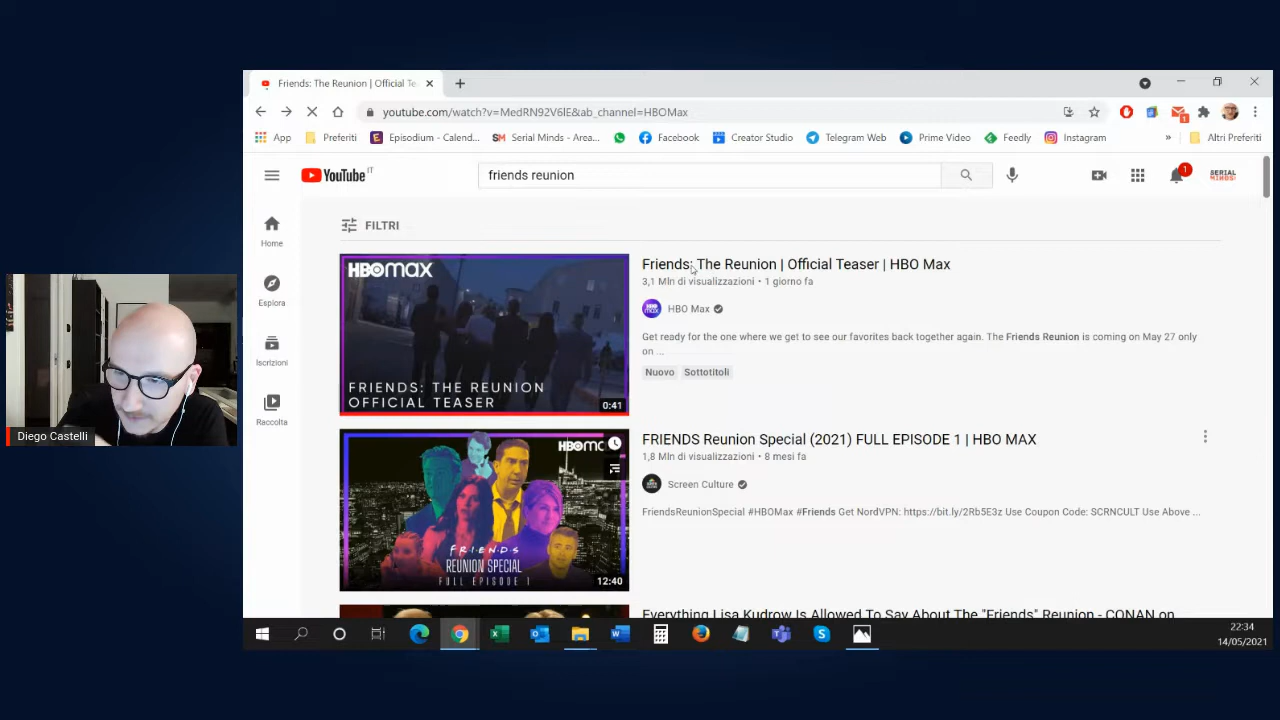 Friends: The Reunion | Official Te
youtube.com/watch?v=MedRN92V6lE&ab_channel=HBOMax
App Preferiti Episodium - Calend... SM Serial Minds - Area... Facebook Creator Studio Telegram Web Prime Video Feedly Instagram » Altri Preferiti
YouTube IT
friends reunion
1
SERIAL MINDS!
Home
Esplora
Iscrizioni
Raccolta
FILTRI
HBOMAX
FRIENDS: THE REUNION
OFFICIAL TEASER
0:41
Friends: The Reunion | Official Teaser | HBO Max
3,1 Mln di visualizzazioni • 1 giorno fa
HBO Max
Get ready for the one where we get to see our favorites back together again. The Friends Reunion is coming on May 27 only
on ...
Nuovo Sottotitoli
HBOMC
F·R·I·E·N·D·S
REUNION SPECIAL
FULL EPISODE 1
12:40
FRIENDS Reunion Special (2021) FULL EPISODE 1 | HBO MAX
1,8 Mln di visualizzazioni • 8 mesi fa
Screen Culture
FriendsReunionSpecial #HBOMax #Friends Get NordVPN: https://bit.ly/2Rb5E3z Use Coupon Code: SCRNCULT Use Above ...
Everything Lisa Kudrow Is Allowed To Say About The "Friends" Reunion - CONAN on
Diego Castelli
22:34
14/05/2021